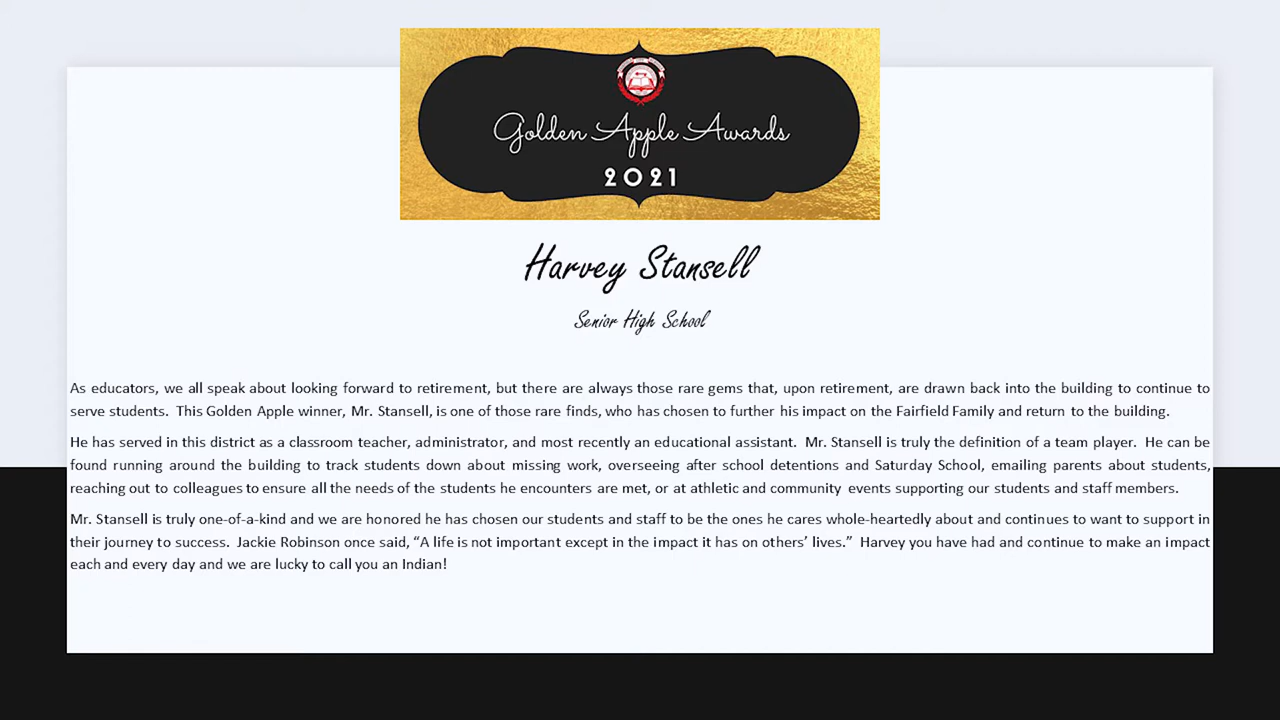 Golden Apple Awards
2021
Harvey Stansell
Senior High School
As educators, we all speak about looking forward to retirement, but there are always those rare gems that, upon retirement, are drawn back into the building to continue to
serve students. This Golden Apple winner, Mr. Stansell, is one of those rare finds, who has chosen to further his impact on the Fairfield Family and return to the building.
He has served in this district as a classroom teacher, administrator, and most recently an educational assistant. Mr. Stansell is truly the definition of a team player. He can be
found running around the building to track students down about missing work, overseeing after school detentions and Saturday School, emailing parents about students,
reaching out to colleagues to ensure all the needs of the students he encounters are met, or at athletic and community events supporting our students and staff members.
Mr. Stansell is truly one-of-a-kind and we are honored he has chosen our students and staff to be the ones he cares whole-heartedly about and continues to want to support in
their journey to success. Jackie Robinson once said, “A life is not important except in the impact it has on others’ lives.” Harvey you have had and continue to make an impact
each and every day and we are lucky to call you an Indian!